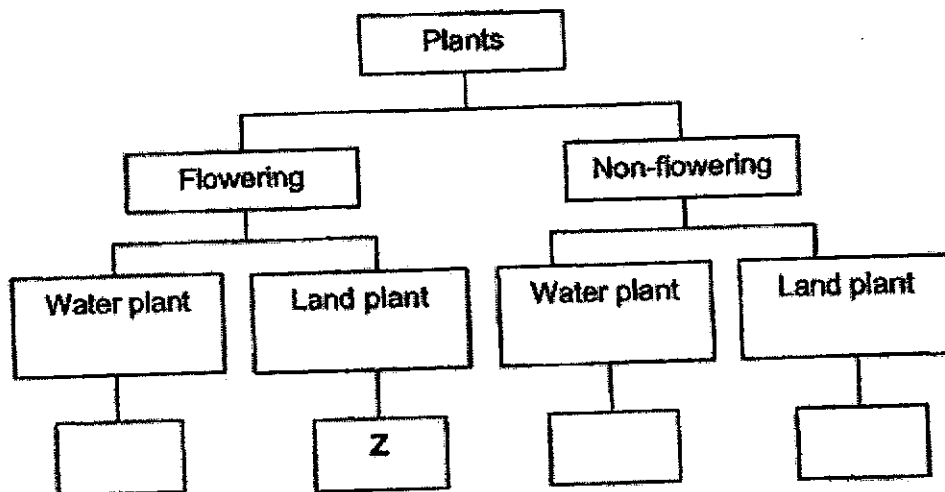 Plants
Flowering
Non-flowering
Water plant
Land plant
Water plant
Land plant
Z